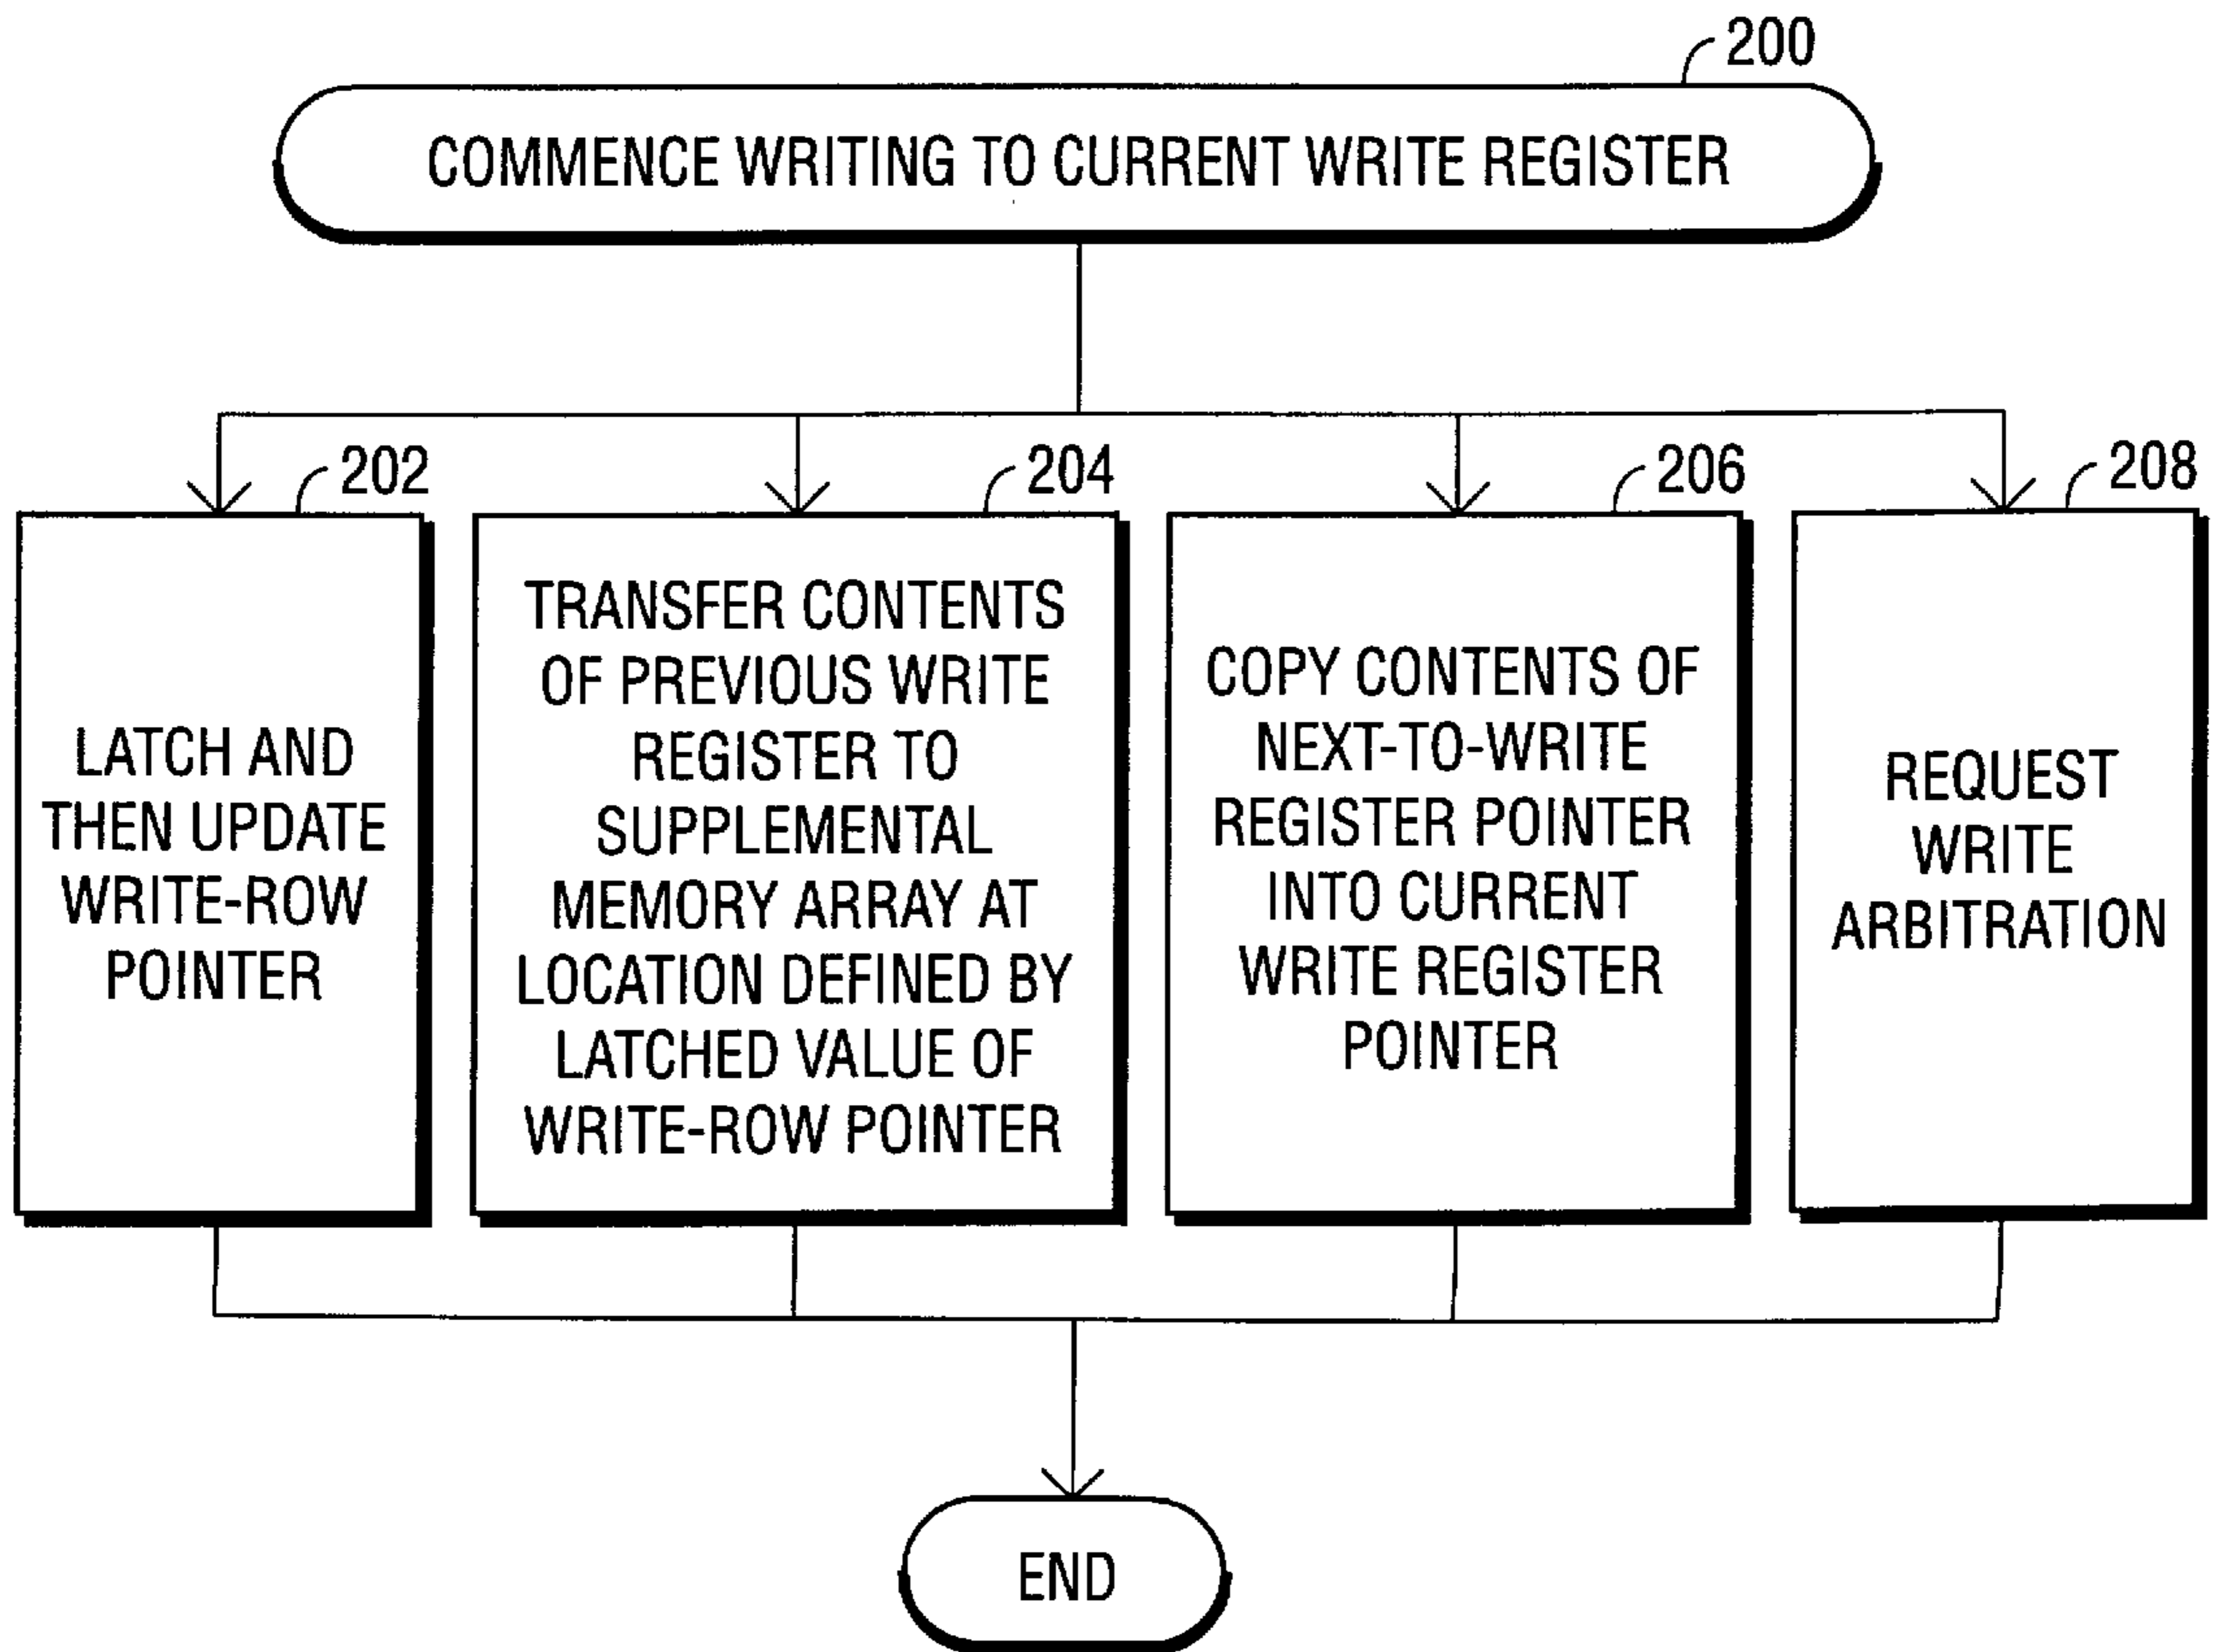 200
COMMENCE WRITING TO CURRENT WRITE REGISTER
202
LATCH AND
THEN UPDATE
WRITE-ROW
POINTER
204
TRANSFER CONTENTS
OF PREVIOUS WRITE
REGISTER TO
SUPPLEMENTAL
MEMORY ARRAY AT
LOCATION DEFINED BY
LATCHED VALUE OF
WRITE-ROW POINTER
206
COPY CONTENTS OF
NEXT-TO-WRITE
REGISTER POINTER
INTO CURRENT
WRITE REGISTER
POINTER
208
REQUEST
WRITE
ARBITRATION
END